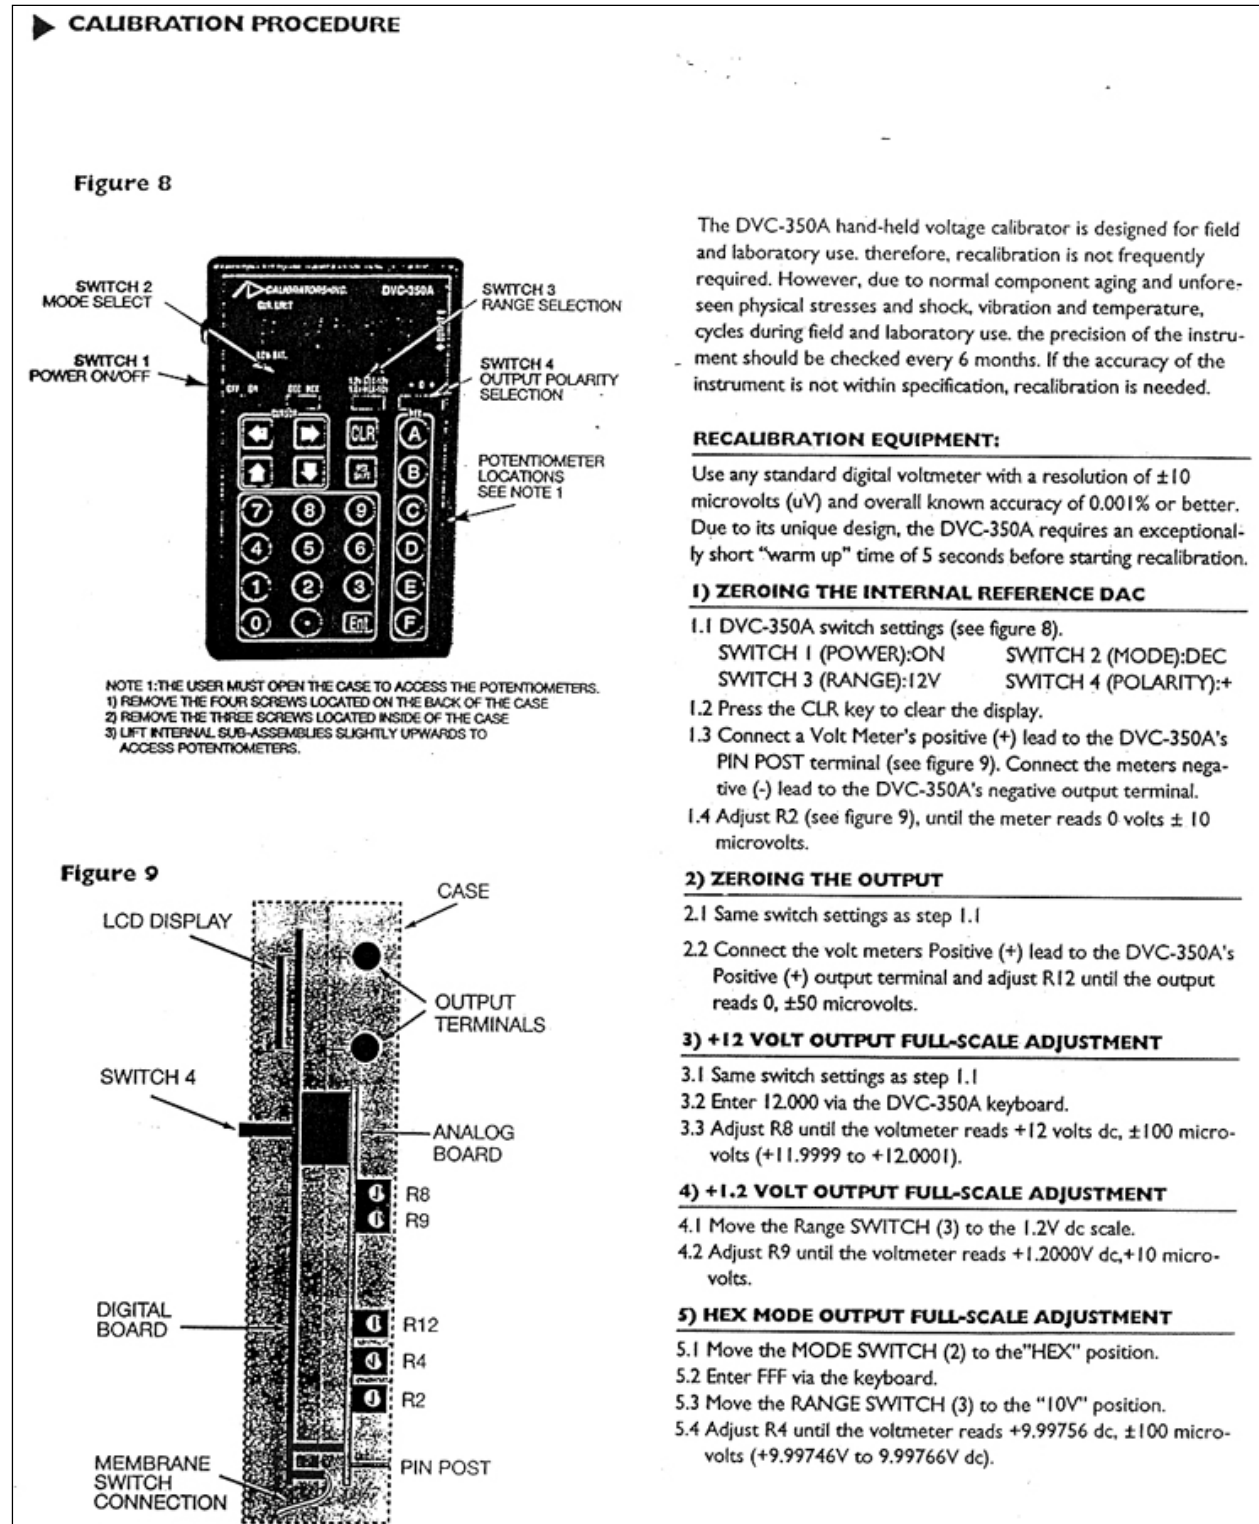 CALIBRATION PROCEDURE
Figure 8
SWITCH 2
MODE SELECT
SWITCH 1
POWER ON/OFF
SWITCH 3
RANGE SELECTION
SWITCH 4
OUTPUT POLARITY
SELECTION
POTENTIOMETER
LOCATIONS
SEE NOTE 1
CALIBRATORS INC. DVC-350A
LOW BAT.
OFF ON DEC HEX + 0 +
CURSOR
CLR A
B
7 8 9 C
4 5 6 D
1 2 3 E
0 . Ent F
NOTE 1:THE USER MUST OPEN THE CASE TO ACCESS THE POTENTIOMETERS.
1) REMOVE THE FOUR SCREWS LOCATED ON THE BACK OF THE CASE
2) REMOVE THE THREE SCREWS LOCATED INSIDE OF THE CASE
3) LIFT INTERNAL SUB-ASSEMBLIES SLIGHTLY UPWARDS TO
ACCESS POTENTIOMETERS.
Figure 9
CASE
LCD DISPLAY
OUTPUT
TERMINALS
SWITCH 4
ANALOG
BOARD
R8
R9
DIGITAL
BOARD
R12
R4
R2
MEMBRANE
SWITCH
CONNECTION
PIN POST
The DVC-350A hand-held voltage calibrator is designed for field
and laboratory use. therefore, recalibration is not frequently
required. However, due to normal component aging and unfore-
seen physical stresses and shock, vibration and temperature,
cycles during field and laboratory use. the precision of the instru-
ment should be checked every 6 months. If the accuracy of the
instrument is not within specification, recalibration is needed.
RECALIBRATION EQUIPMENT:
Use any standard digital voltmeter with a resolution of ±10
microvolts (uV) and overall known accuracy of 0.001% or better.
Due to its unique design, the DVC-350A requires an exceptional-
ly short "warm up" time of 5 seconds before starting recalibration.
1) ZEROING THE INTERNAL REFERENCE DAC
1.1 DVC-350A switch settings (see figure 8).
SWITCH 1 (POWER):ON SWITCH 2 (MODE):DEC
SWITCH 3 (RANGE):12V SWITCH 4 (POLARITY):+
1.2 Press the CLR key to clear the display.
1.3 Connect a Volt Meter's positive (+) lead to the DVC-350A's
PIN POST terminal (see figure 9). Connect the meters nega-
tive (-) lead to the DVC-350A's negative output terminal.
1.4 Adjust R2 (see figure 9), until the meter reads 0 volts ± 10
microvolts.
2) ZEROING THE OUTPUT
2.1 Same switch settings as step 1.1
2.2 Connect the volt meters Positive (+) lead to the DVC-350A's
Positive (+) output terminal and adjust R12 until the output
reads 0, ±50 microvolts.
3) +12 VOLT OUTPUT FULL-SCALE ADJUSTMENT
3.1 Same switch settings as step 1.1
3.2 Enter 12.000 via the DVC-350A keyboard.
3.3 Adjust R8 until the voltmeter reads +12 volts dc, ±100 micro-
volts (+11.9999 to +12.0001).
4) +1.2 VOLT OUTPUT FULL-SCALE ADJUSTMENT
4.1 Move the Range SWITCH (3) to the 1.2V dc scale.
4.2 Adjust R9 until the voltmeter reads +1.2000V dc,+10 micro-
volts.
5) HEX MODE OUTPUT FULL-SCALE ADJUSTMENT
5.1 Move the MODE SWITCH (2) to the"HEX" position.
5.2 Enter FFF via the keyboard.
5.3 Move the RANGE SWITCH (3) to the "10V" position.
5.4 Adjust R4 until the voltmeter reads +9.99756 dc, ±100 micro-
volts (+9.99746V to 9.99766V dc).